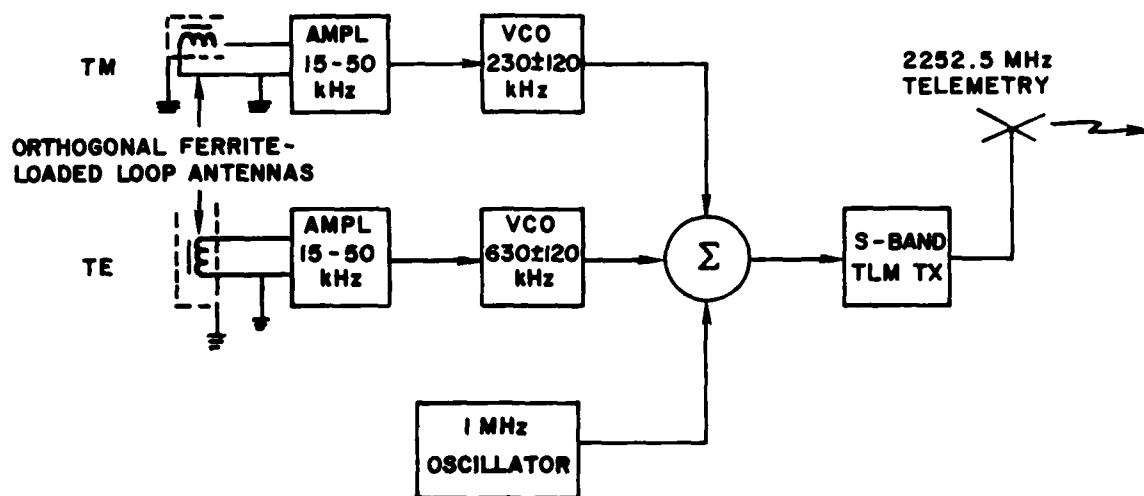 TM
AMPL
15-50
kHz
VCO
230±120
kHz
2252.5 MHz
TELEMETRY
ORTHOGONAL FERRITE-
LOADED LOOP ANTENNAS
TE
AMPL
15-50
kHz
VCO
630±120
kHz
Σ
S-BAND
TLM TX
1 MHz
OSCILLATOR